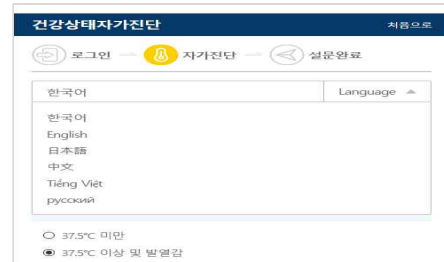 건강상태자가진단 처음으로
로그인 자가진단 설문완료
한국어 Language
한국어
English
日本語
中文
Tiếng Việt
русский
37.5℃ 미만
37.5℃ 이상 및 발열감